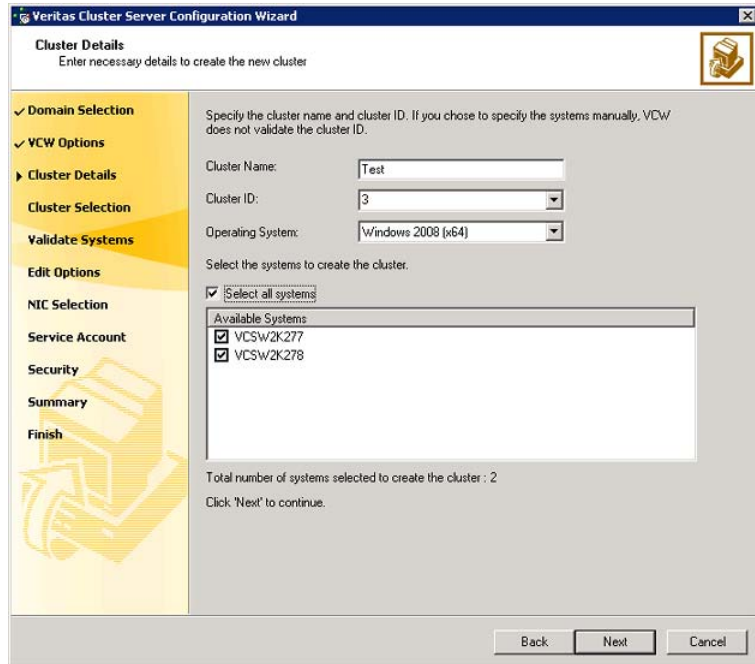 Veritas Cluster Server Configuration Wizard
Cluster Details
Enter necessary details to create the new cluster
Domain Selection
VCW Options
Cluster Details
Cluster Selection
Validate Systems
Edit Options
NIC Selection
Service Account
Security
Summary
Finish
Specify the cluster name and cluster ID. If you chose to specify the systems manually, VCW
does not validate the cluster ID.
Cluster Name: Test
Cluster ID: 3
Operating System: Windows 2008 (x64)
Select the systems to create the cluster.
Select all systems
Available Systems
VCSW2K277
VCSW2K278
Total number of systems selected to create the cluster : 2
Click 'Next' to continue.
Back Next Cancel